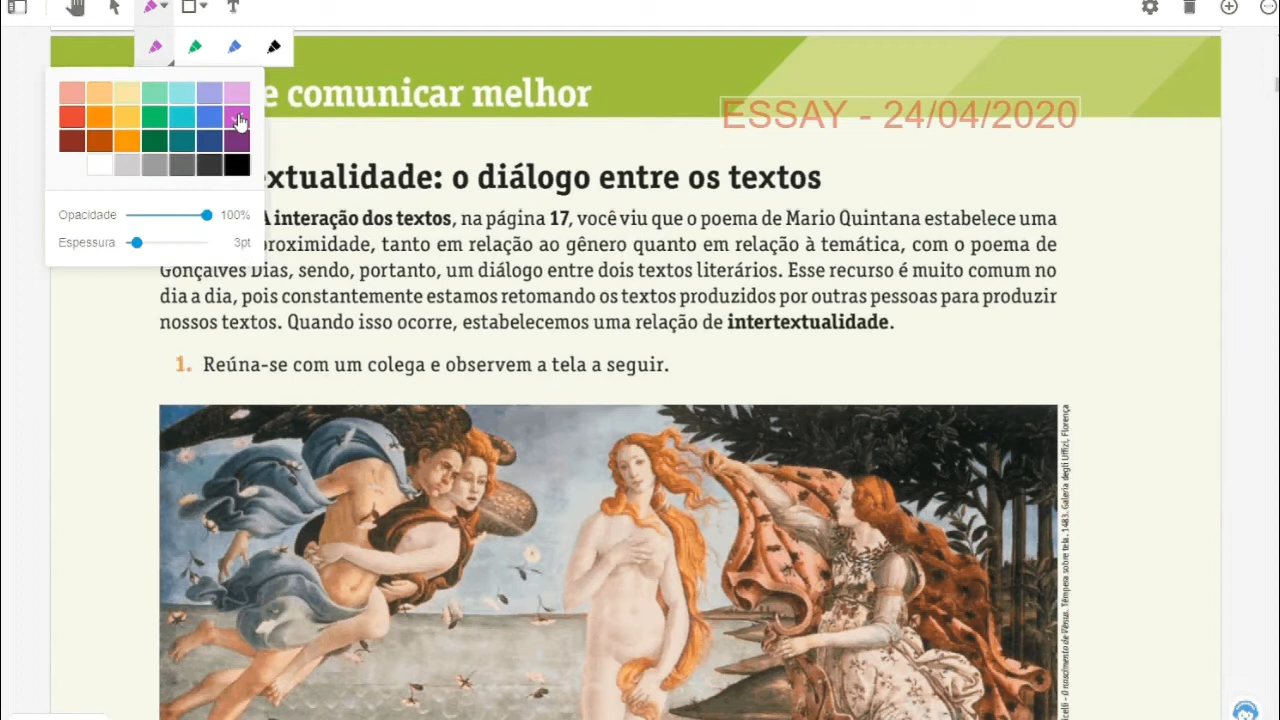 e comunicar melhor
ESSAY - 24/04/2020
Opacidade 100%
Espessura 3pt
extualidade: o diálogo entre os textos
A interação dos textos, na página 17, você viu que o poema de Mario Quintana estabelece uma
roximidade, tanto em relação ao gênero quanto em relação à temática, com o poema de
Gonçalves Dias, sendo, portanto, um diálogo entre dois textos literários. Esse recurso é muito comum no
dia a dia, pois constantemente estamos retomando os textos produzidos por outras pessoas para produzir
nossos textos. Quando isso ocorre, estabelecemos uma relação de intertextualidade.
1. Reúna-se com um colega e observem a tela a seguir.
icelli - O nascimento de Vênus. Têmpera sobre tela. 1483. Galeria degli Uffizi, Florença